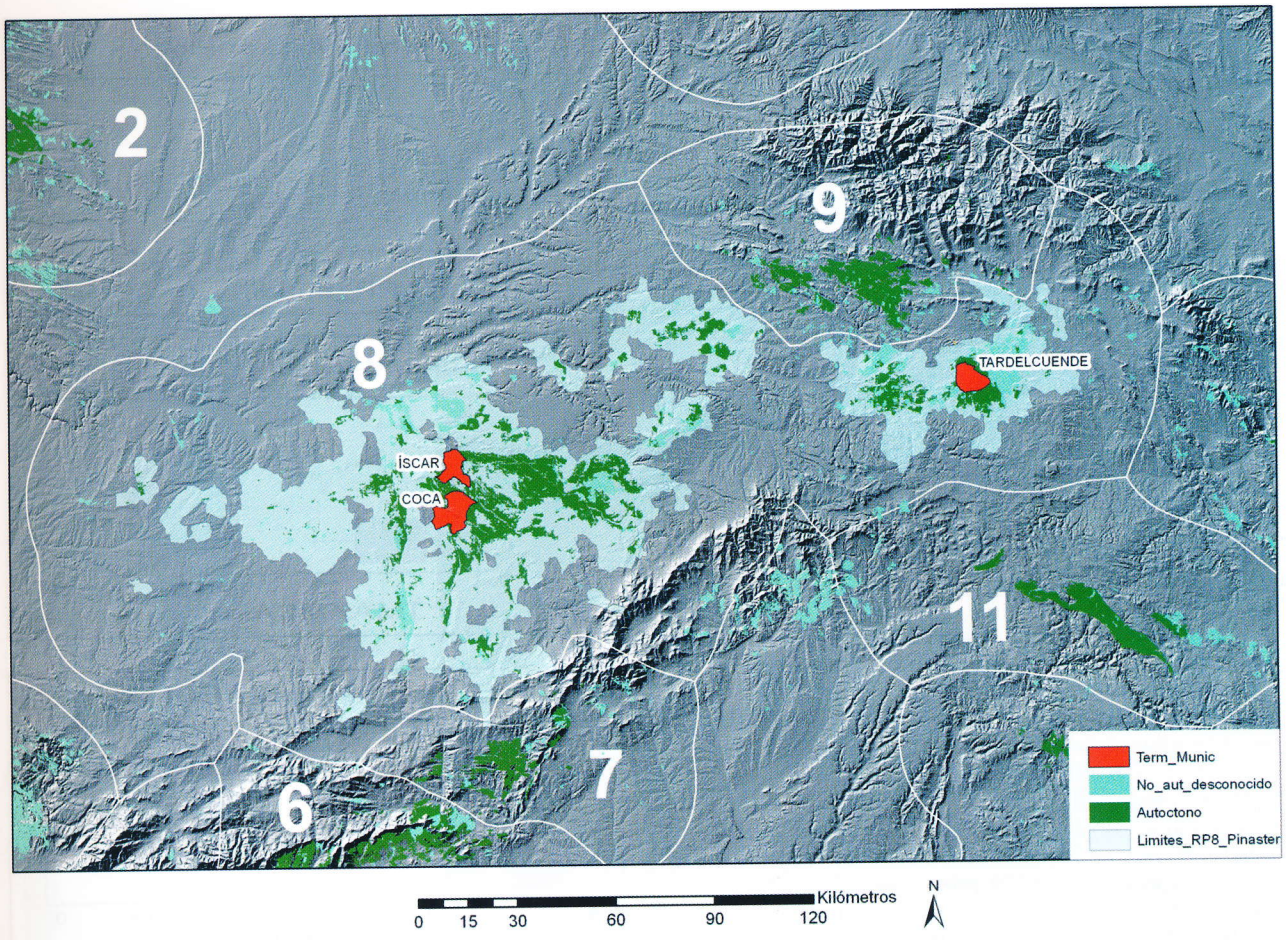 2
9
8
TARDELCUENDE
ÍSCAR
COCA
11
7
6
Term_Munic
No_aut_desconocido
Autoctono
Limites_RP8_Pinaster
Kilómetros
0 15 30 60 90 120
N